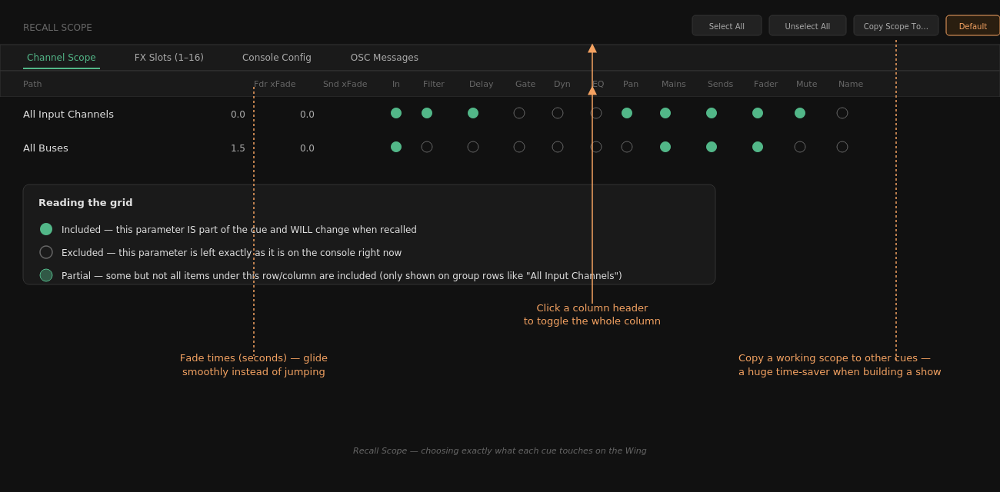 RECALL SCOPE
Select All
Unselect All
Copy Scope To...
Default
Channel Scope
FX Slots (1–16)
Console Config
OSC Messages
Path Fdr xFade Snd xFade In Filter Delay Gate Dyn EQ Pan Mains Sends Fader Mute Name
All Input Channels 0.0 0.0
All Buses 1.5 0.0
Reading the grid
Included — this parameter IS part of the cue and WILL change when recalled
Excluded — this parameter is left exactly as it is on the console right now
Partial — some but not all items under this row/column are included (only shown on group rows like "All Input Channels")
Click a column header
to toggle the whole column
Fade times (seconds) — glide
smoothly instead of jumping
Copy a working scope to other cues —
a huge time-saver when building a show
Recall Scope — choosing exactly what each cue touches on the Wing